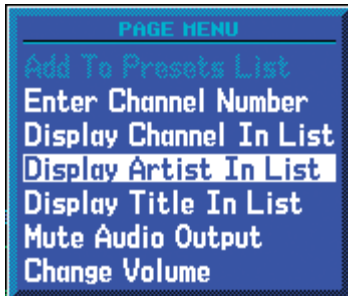 PAGE MENU
Add To Presets List
Enter Channel Number
Display Channel In List
Display Artist In List
Display Title In List
Mute Audio Output
Change Volume